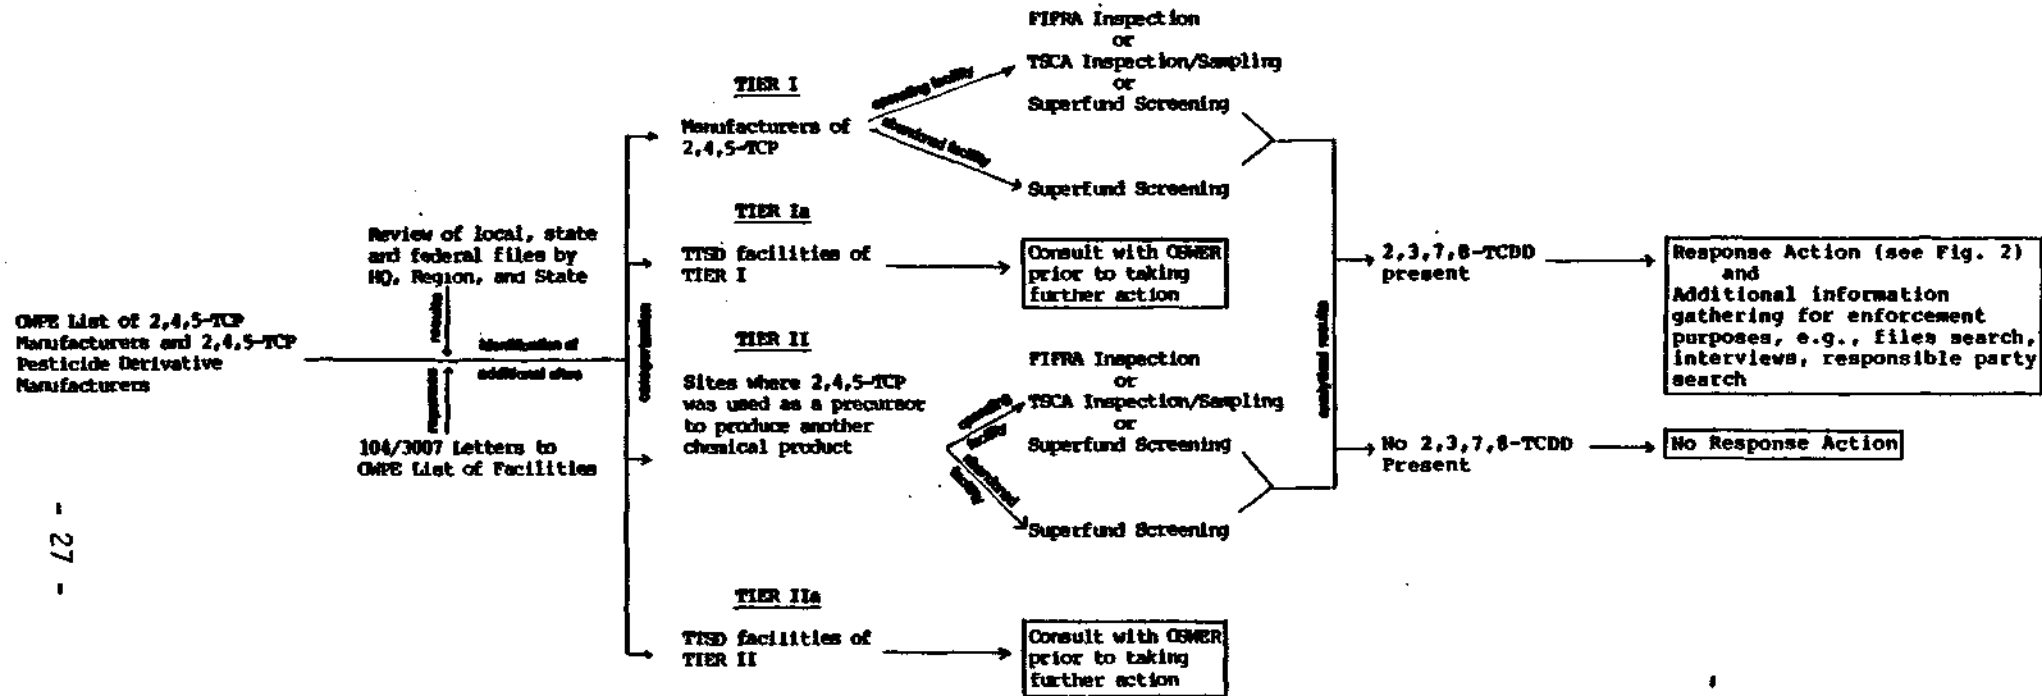 OWPE List of 2,4,5-TCP
Manufacturers and 2,4,5-TCP
Pesticide Derivative
Manufacturers
Review of local, state
and federal files by
HQ, Region, and State
results
responses
104/3007 Letters to
OWPE List of Facilities
identification of
additional sites
categorization
TIER I
Manufacturers of
2,4,5-TCP
operating facility
abandoned facility
FIFRA Inspection
or
TSCA Inspection/Sampling
or
Superfund Screening
Superfund Screening
TIER Ia
TTSD facilities of
TIER I
Consult with OSWER
prior to taking
further action
TIER II
Sites where 2,4,5-TCP
was used as a precursor
to produce another
chemical product
operating
facility
abandoned
facility
FIFRA Inspection
or
TSCA Inspection/Sampling
or
Superfund Screening
Superfund Screening
TIER IIa
TTSD facilities of
TIER II
Consult with OSWER
prior to taking
further action
analytical results
2,3,7,8-TCDD
present
Response Action (see Fig. 2)
and
Additional information
gathering for enforcement
purposes, e.g., files search,
interviews, responsible party
search
No 2,3,7,8-TCDD
Present
No Response Action
- 27 -